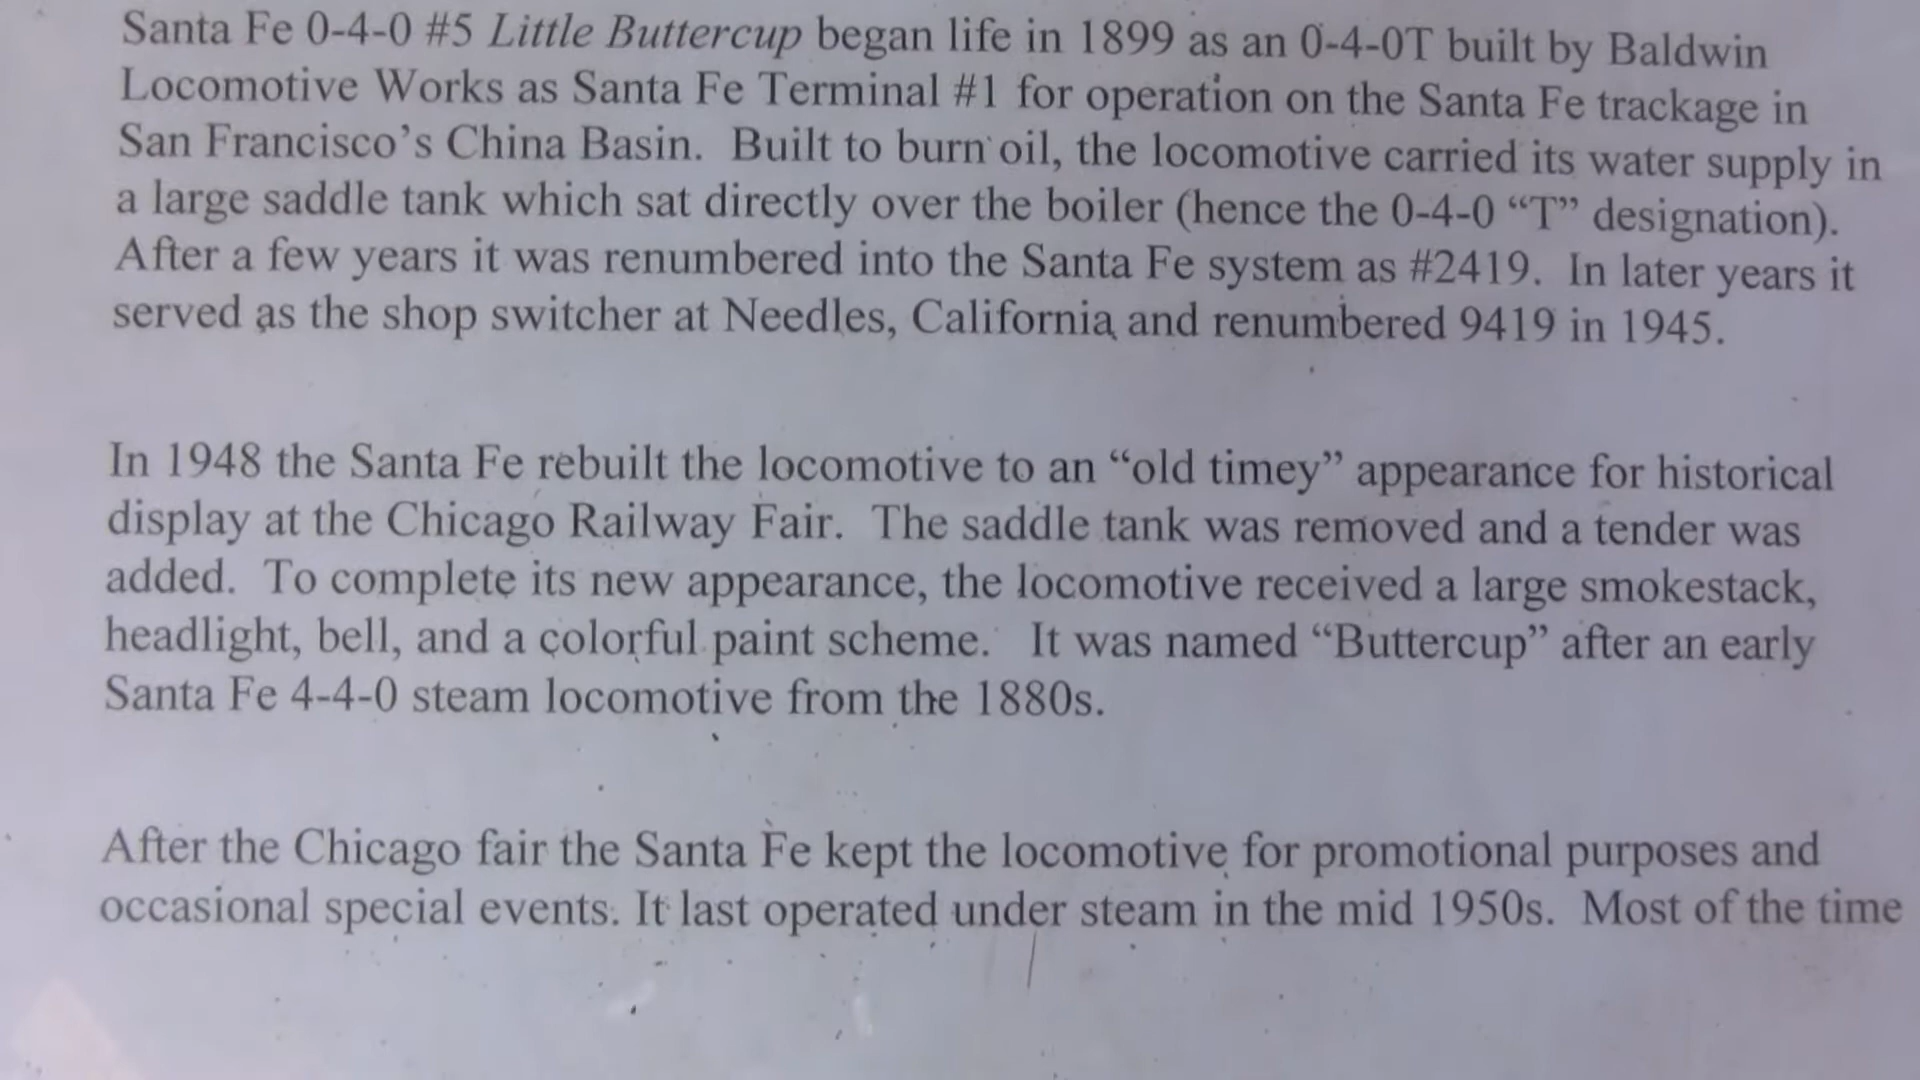 Santa Fe 0-4-0 #5 Little Buttercup began life in 1899 as an 0-4-0T built by Baldwin
Locomotive Works as Santa Fe Terminal #1 for operation on the Santa Fe trackage in
San Francisco’s China Basin. Built to burn oil, the locomotive carried its water supply in
a large saddle tank which sat directly over the boiler (hence the 0-4-0 “T” designation).
After a few years it was renumbered into the Santa Fe system as #2419. In later years it
served as the shop switcher at Needles, California and renumbered 9419 in 1945.
In 1948 the Santa Fe rebuilt the locomotive to an “old timey” appearance for historical
display at the Chicago Railway Fair. The saddle tank was removed and a tender was
added. To complete its new appearance, the locomotive received a large smokestack,
headlight, bell, and a colorful paint scheme. It was named “Buttercup” after an early
Santa Fe 4-4-0 steam locomotive from the 1880s.
After the Chicago fair the Santa Fe kept the locomotive for promotional purposes and
occasional special events. It last operated under steam in the mid 1950s. Most of the time